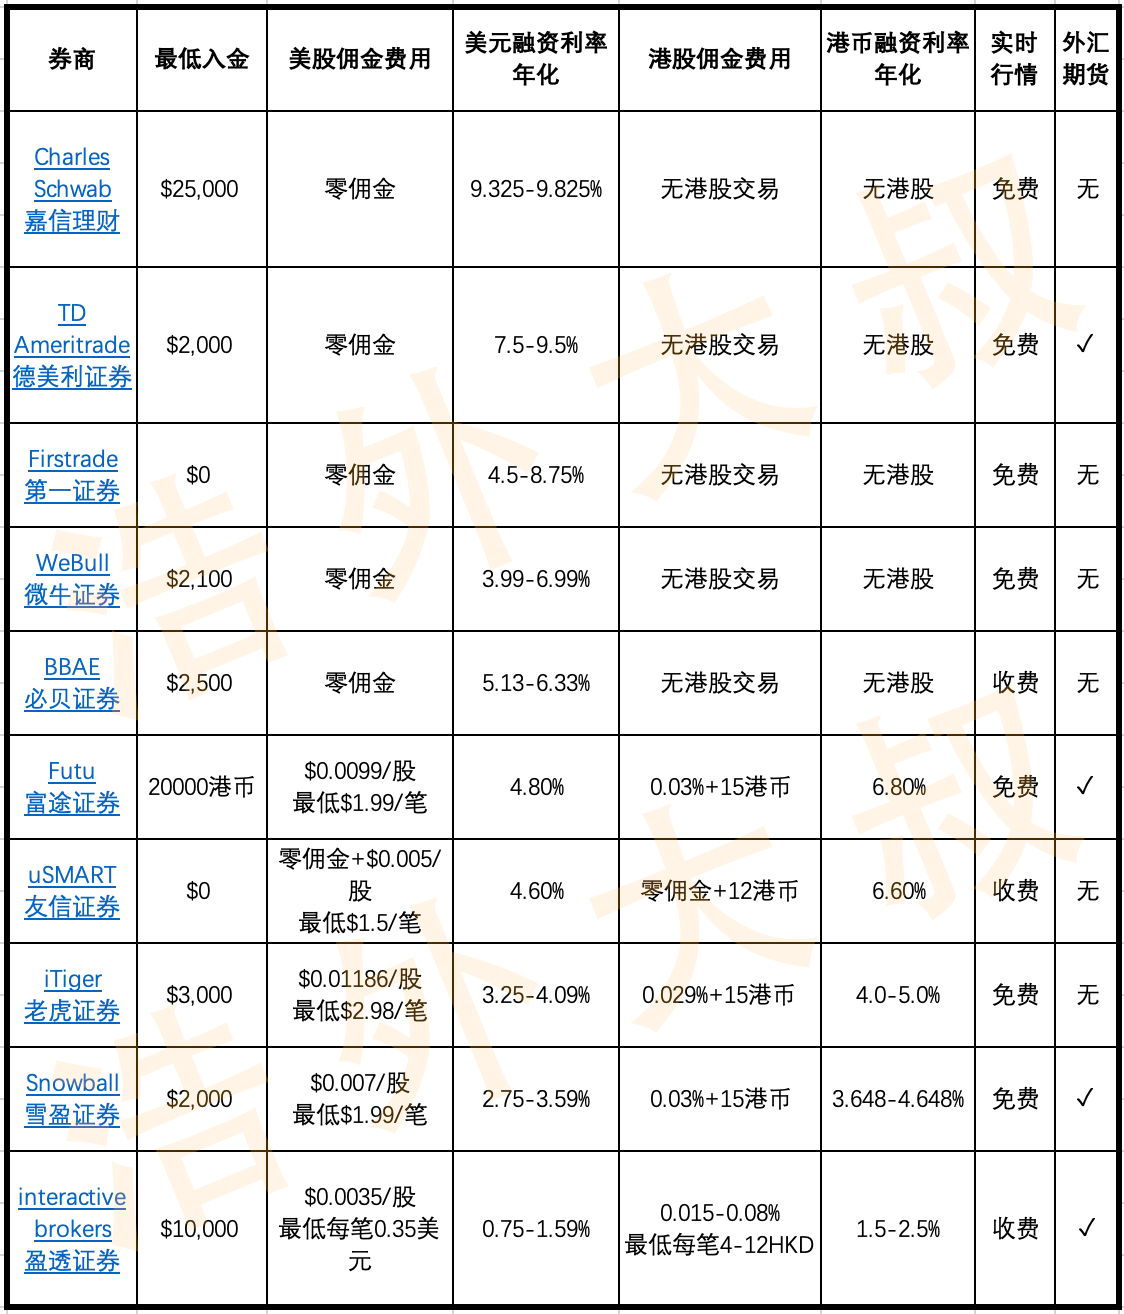 券商 最低入金 美股佣金费用 美元融资利率 年化 港股佣金费用 港币融资利率 年化 实时 行情 外汇 期货
Charles
Schwab
嘉信理财
$25,000
零佣金
9.325-9.825%
无港股交易
无港股
免费
无
TD
Ameritrade
德美利证券
$2,000
零佣金
7.5-9.5%
无港股交易
无港股
免费
✓
Firstrade
第一证券
$0
零佣金
4.5-8.75%
无港股交易
无港股
免费
无
WeBull
微牛证券
$2,100
零佣金
3.99-6.99%
无港股交易
无港股
免费
无
BBAE
必贝证券
$2,500
零佣金
5.13-6.33%
无港股交易
无港股
收费
无
Futu
富途证券
20000港币
$0.0099/股
最低$1.99/笔
4.80%
0.03%+15港币
6.80%
免费
✓
uSMART
友信证券
$0
零佣金+$0.005/
股
最低$1.5/笔
4.60%
零佣金+12港币
6.60%
收费
无
iTiger
老虎证券
$3,000
$0.01186/股
最低$2.98/笔
3.25-4.09%
0.029%+15港币
4.0-5.0%
免费
无
Snowball
雪盈证券
$2,000
$0.007/股
最低$1.99/笔
2.75-3.59%
0.03%+15港币
3.648-4.648%
免费
✓
interactive
brokers
盈透证券
$10,000
$0.0035/股
最低每笔0.35美
元
0.75-1.59%
0.015-0.08%
最低每笔4-12HKD
1.5-2.5%
收费
✓
浩外大叔
浩外大叔